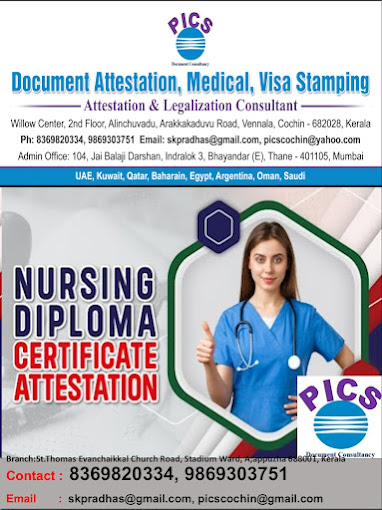 PICS
Document Consultancy
Document Attestation, Medical, Visa Stamping
Attestation & Legalization Consultant
Willow Center, 2nd Floor, Alinchuvadu, Arakkakaduvu Road, Vennala, Cochin - 682028, Kerala
Ph: 8369820334, 9869303751 Email: skpradhas@gmail.com, picscochin@yahoo.com
Admin Office: 104, Jai Balaji Darshan, Indralok 3, Bhayandar (E), Thane - 401105, Mumbai
UAE, Kuwait, Qatar, Baharain, Egypt, Argentina, Oman, Saudi
NURSING
DIPLOMA
CERTIFICATE
ATTESTATION
PICS
Document Consultancy
Branch:St.Thomas Evanchaikkal Church Road, Stadium Ward, A;appuzha 688001, Kerala
Contact : 8369820334, 9869303751
Email : skpradhas@gmail.com, picscochin@gmail.com